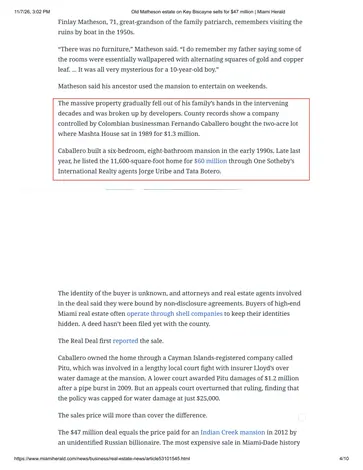 11/7/26, 3:02 PM
Old Matheson estate on Key Biscayne sells for $47 million | Miami Herald
Finlay Matheson, 71, great-grandson of the family patriarch, remembers visiting the
ruins by boat in the 1950s.
“There was no furniture,” Matheson said. “I do remember my father saying some of
the rooms were essentially wallpapered with alternating squares of gold and copper
leaf. ... It was all very mysterious for a 10-year-old boy.”
Matheson said his ancestor used the mansion to entertain on weekends.
The massive property gradually fell out of his family’s hands in the intervening
decades and was broken up by developers. County records show a company
controlled by Colombian businessman Fernando Caballero bought the two-acre lot
where Mashta House sat in 1989 for $1.3 million.
Caballero built a six-bedroom, eight-bathroom mansion in the early 1990s. Late last
year, he listed the 11,600-square-foot home for $60 million through One Sotheby’s
International Realty agents Jorge Uribe and Tata Botero.
The identity of the buyer is unknown, and attorneys and real estate agents involved
in the deal said they were bound by non-disclosure agreements. Buyers of high-end
Miami real estate often operate through shell companies to keep their identities
hidden. A deed hasn’t been filed yet with the county.
The Real Deal first reported the sale.
Caballero owned the home through a Cayman Islands-registered company called
Pitu, which was involved in a lengthy local court fight with insurer Lloyd’s over
water damage at the mansion. A lower court awarded Pitu damages of $1.2 million
after a pipe burst in 2009. But an appeals court overturned that ruling, finding that
the policy was capped for water damage at just $25,000.
The sales price will more than cover the difference.
The $47 million deal equals the price paid for an Indian Creek mansion in 2012 by
an unidentified Russian billionaire. The most expensive sale in Miami-Dade history
https://www.miamiherald.com/news/business/real-estate-news/article53101545.html
4/10